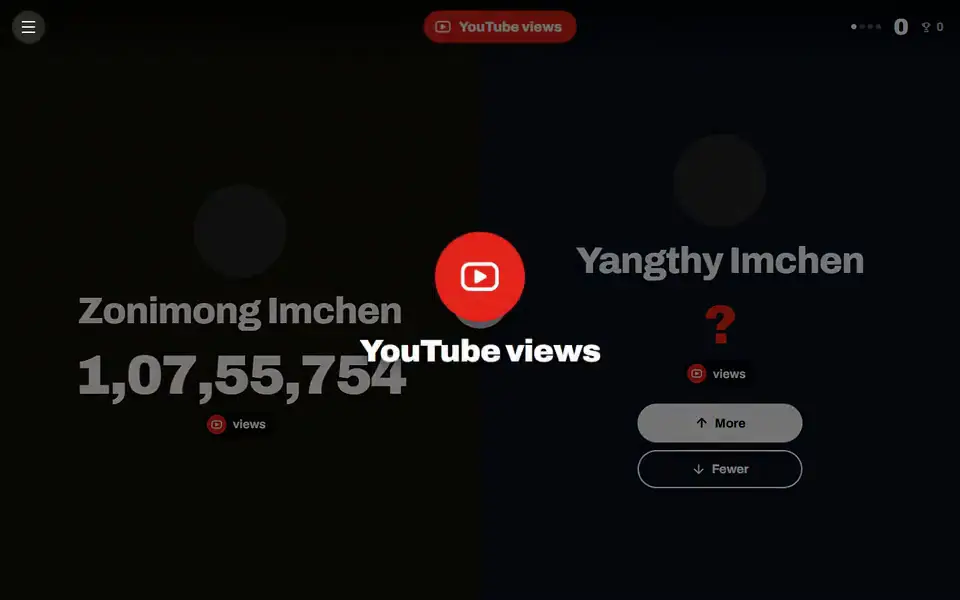 YouTube views
0
0
Zonimong Imchen
1,07,55,754
views
YouTube views
Yangthy Imchen
?
views
↑ More
↓ Fewer